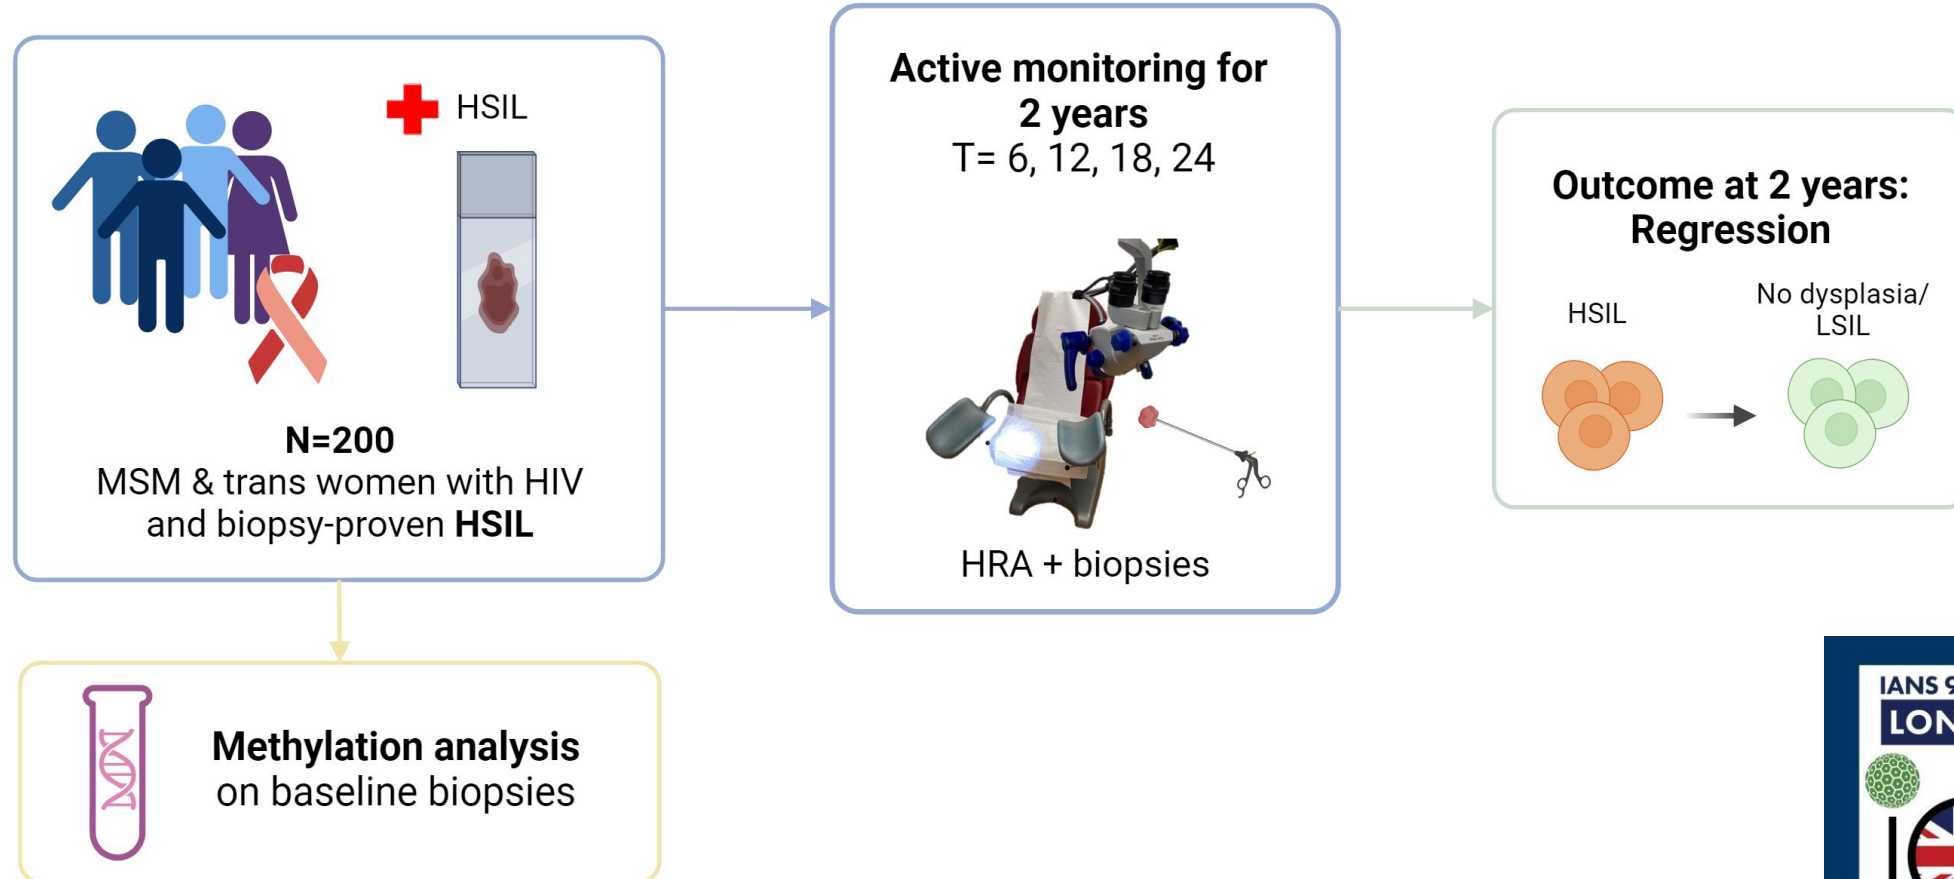 HSIL
N=200
MSM & trans women with HIV
and biopsy-proven HSIL
Active monitoring for
2 years
T= 6, 12, 18, 24
HRA + biopsies
Outcome at 2 years:
Regression
HSIL
No dysplasia/
LSIL
Methylation analysis
on baseline biopsies
IANS
LON